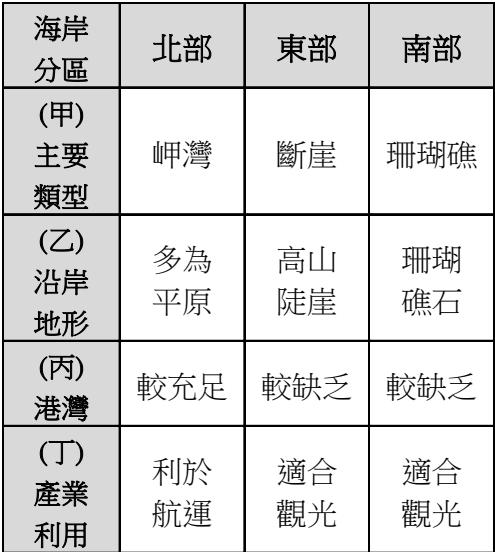 海岸
分區
北部
東部
南部
(甲)
主要
類型
岬灣
斷崖
珊瑚礁
(乙)
沿岸
地形
多為
平原
高山
陡崖
珊瑚
礁石
(丙)
港灣
較充足
較缺乏
較缺乏
(丁)
產業
利用
利於
航運
適合
觀光
適合
觀光